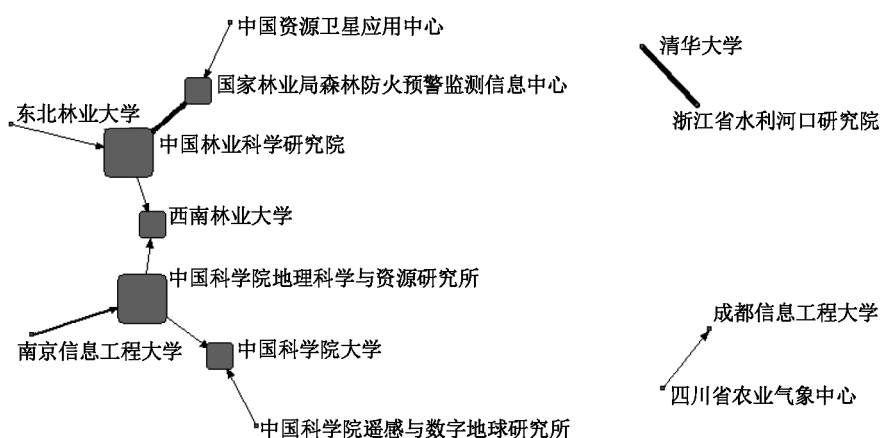 中国资源卫星应用中心
清华大学
国家林业局森林防火预警监测信息中心
东北林业大学
浙江省水利河口研究院
中国林业科学研究院
西南林业大学
中国科学院地理科学与资源研究所
成都信息工程大学
南京信息工程大学
中国科学院大学
四川省农业气象中心
中国科学院遥感与数字地球研究所